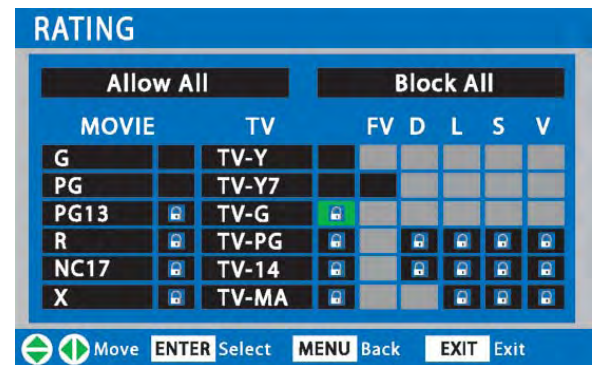 RATING
Allow All Block All
MOVIE TV FV D L S V
G TV-Y
PG TV-Y7
PG13 TV-G
R TV-PG
NC17 TV-14
X TV-MA
Move ENTER Select MENU Back EXIT Exit